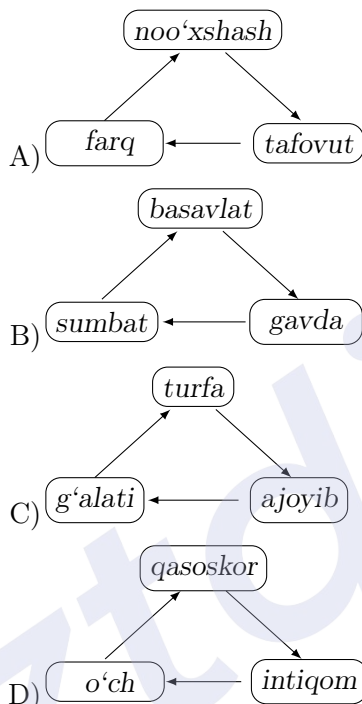 noo‘xshash
A) farq tafovut
basavlat
B) sumbat gavda
turfa
C) g‘alati ajoyib
qasoskor
D) o‘ch intiqom